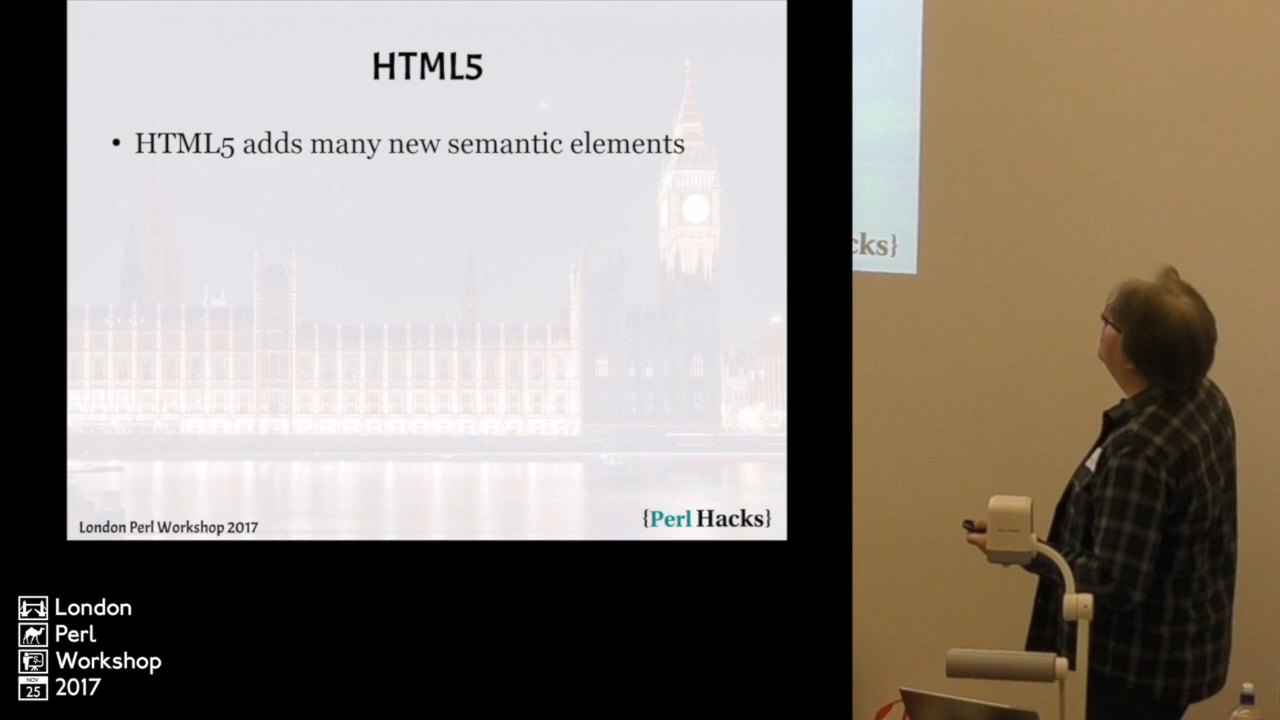 HTML5
• HTML5 adds many new semantic elements
London Perl Workshop 2017
{Perl Hacks}
cks}
London
Perl
Workshop
NOV
25
2017